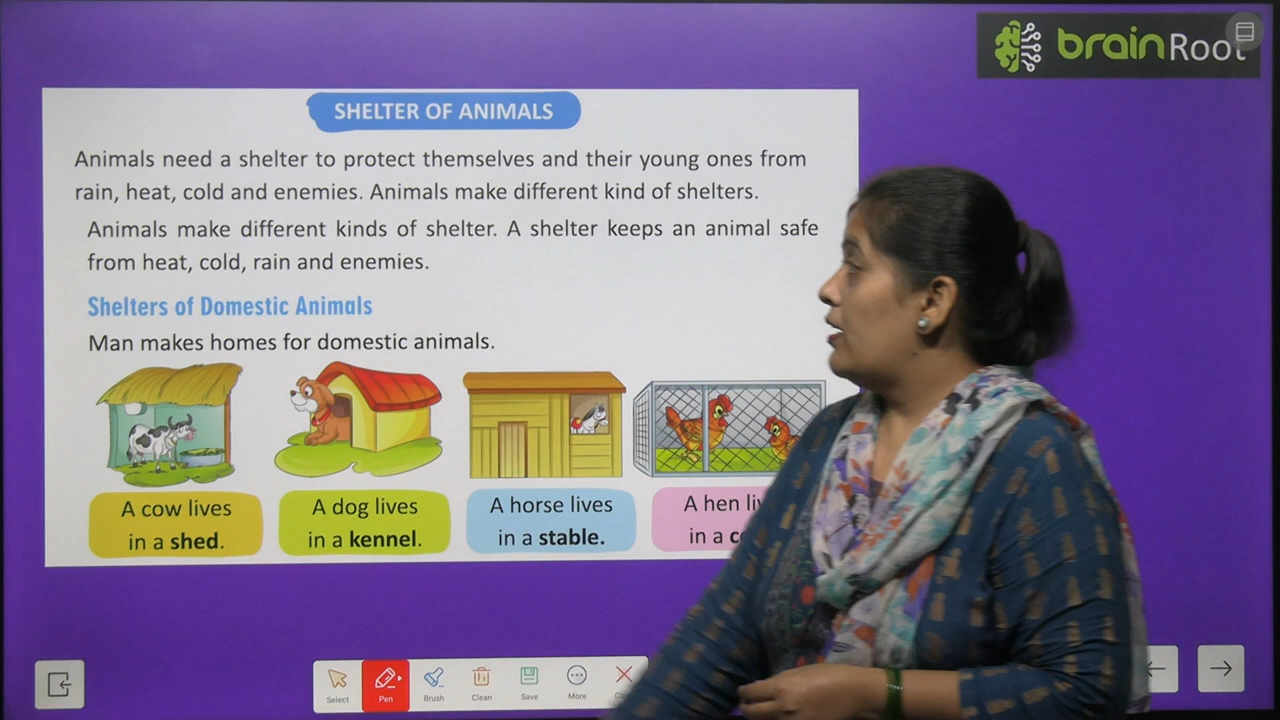 brainRoot
SHELTER OF ANIMALS
Animals need a shelter to protect themselves and their young ones from
rain, heat, cold and enemies. Animals make different kind of shelters.
Animals make different kinds of shelter. A shelter keeps an animal safe
from heat, cold, rain and enemies.
Shelters of Domestic Animals
Man makes homes for domestic animals.
A cow lives
in a shed.
A dog lives
in a kennel.
A horse lives
in a stable.
A hen
in a
Select
Pen
Brush
Clean
Save
More